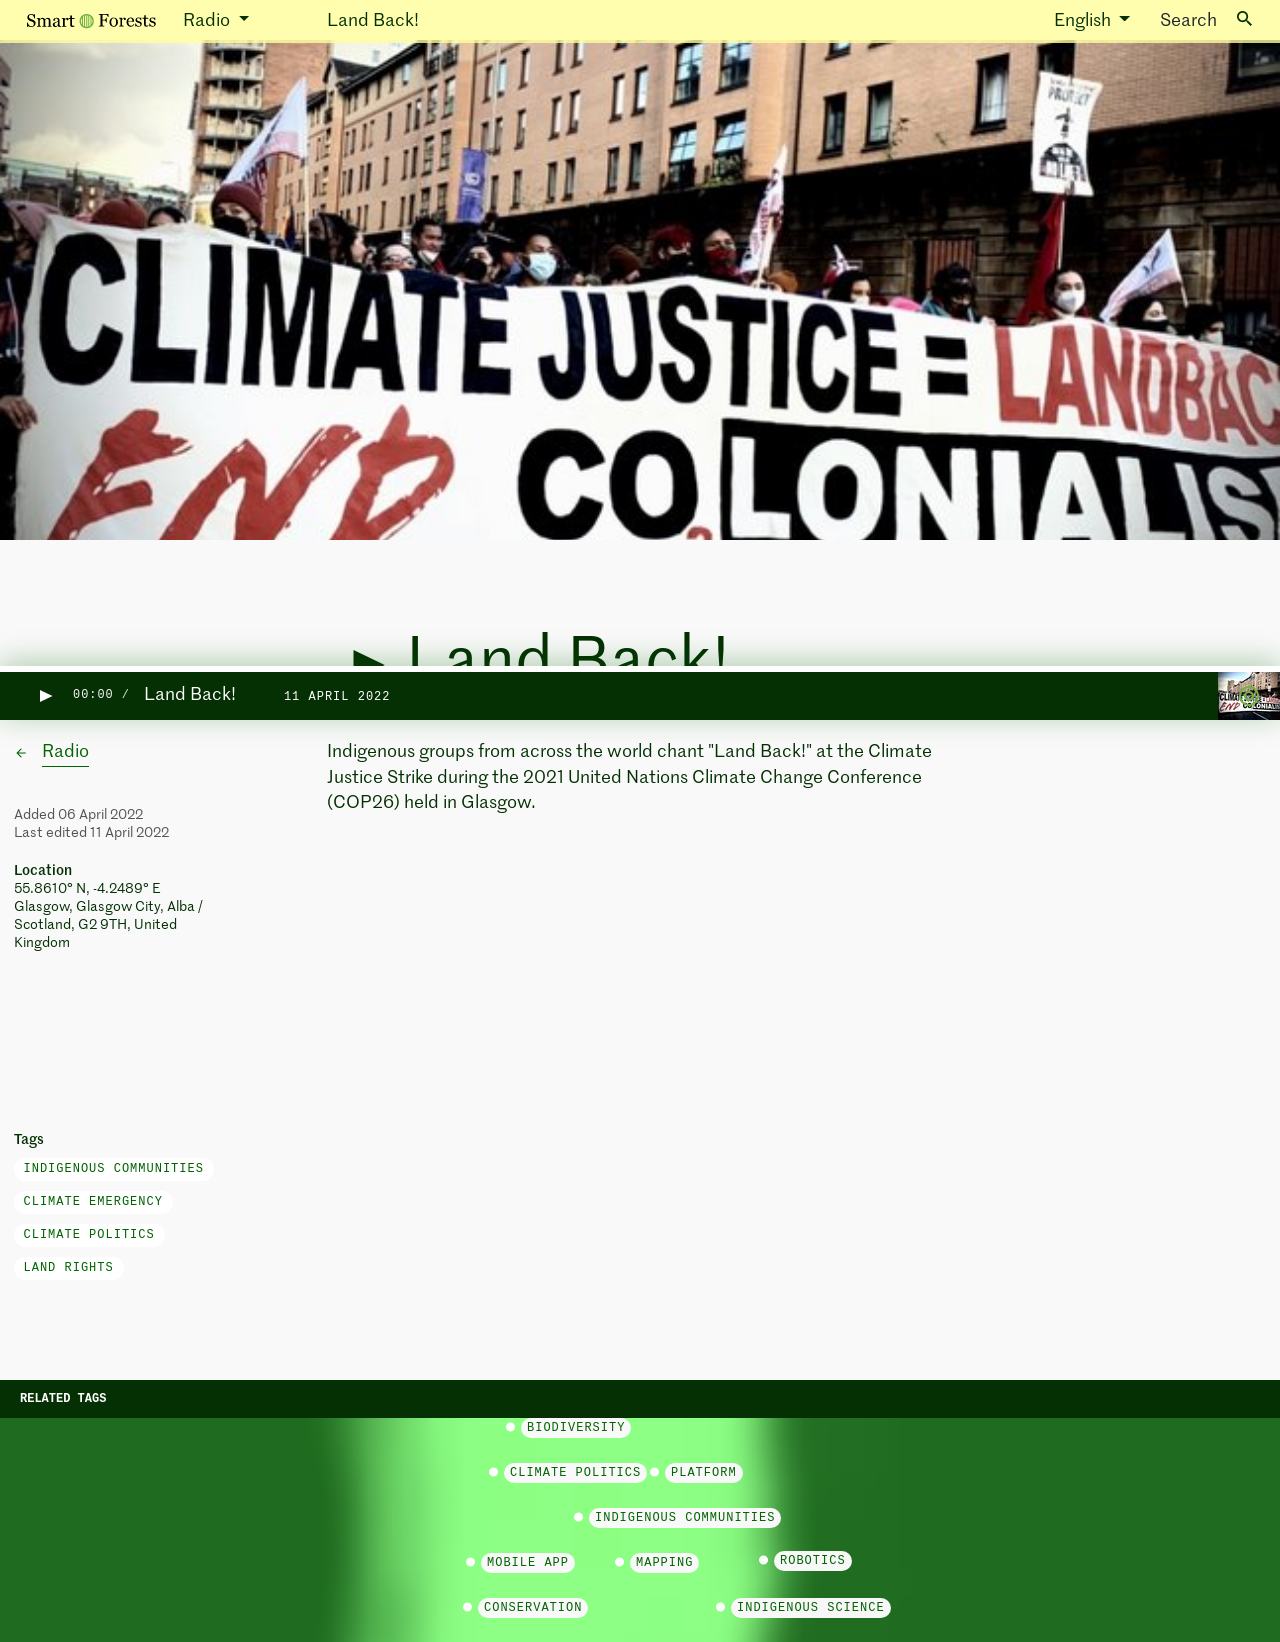 Smart Forests
Radio
Land Back!
English
Search
PROTECT
CLIMATE JUSTICE = LANDBAC
END COLONIALIS
Land Back!
00:00 /
Land Back!
11 APRIL 2022
Radio
Indigenous groups from across the world chant "Land Back!" at the Climate
Justice Strike during the 2021 United Nations Climate Change Conference
(COP26) held in Glasgow.
Added 06 April 2022
Last edited 11 April 2022
Location
55.8610° N, -4.2489° E
Glasgow, Glasgow City, Alba /
Scotland, G2 9TH, United
Kingdom
Tags
INDIGENOUS COMMUNITIES
CLIMATE EMERGENCY
CLIMATE POLITICS
LAND RIGHTS
RELATED TAGS
BIODIVERSITY
CLIMATE POLITICS
PLATFORM
INDIGENOUS COMMUNITIES
MOBILE APP
MAPPING
ROBOTICS
CONSERVATION
INDIGENOUS SCIENCE